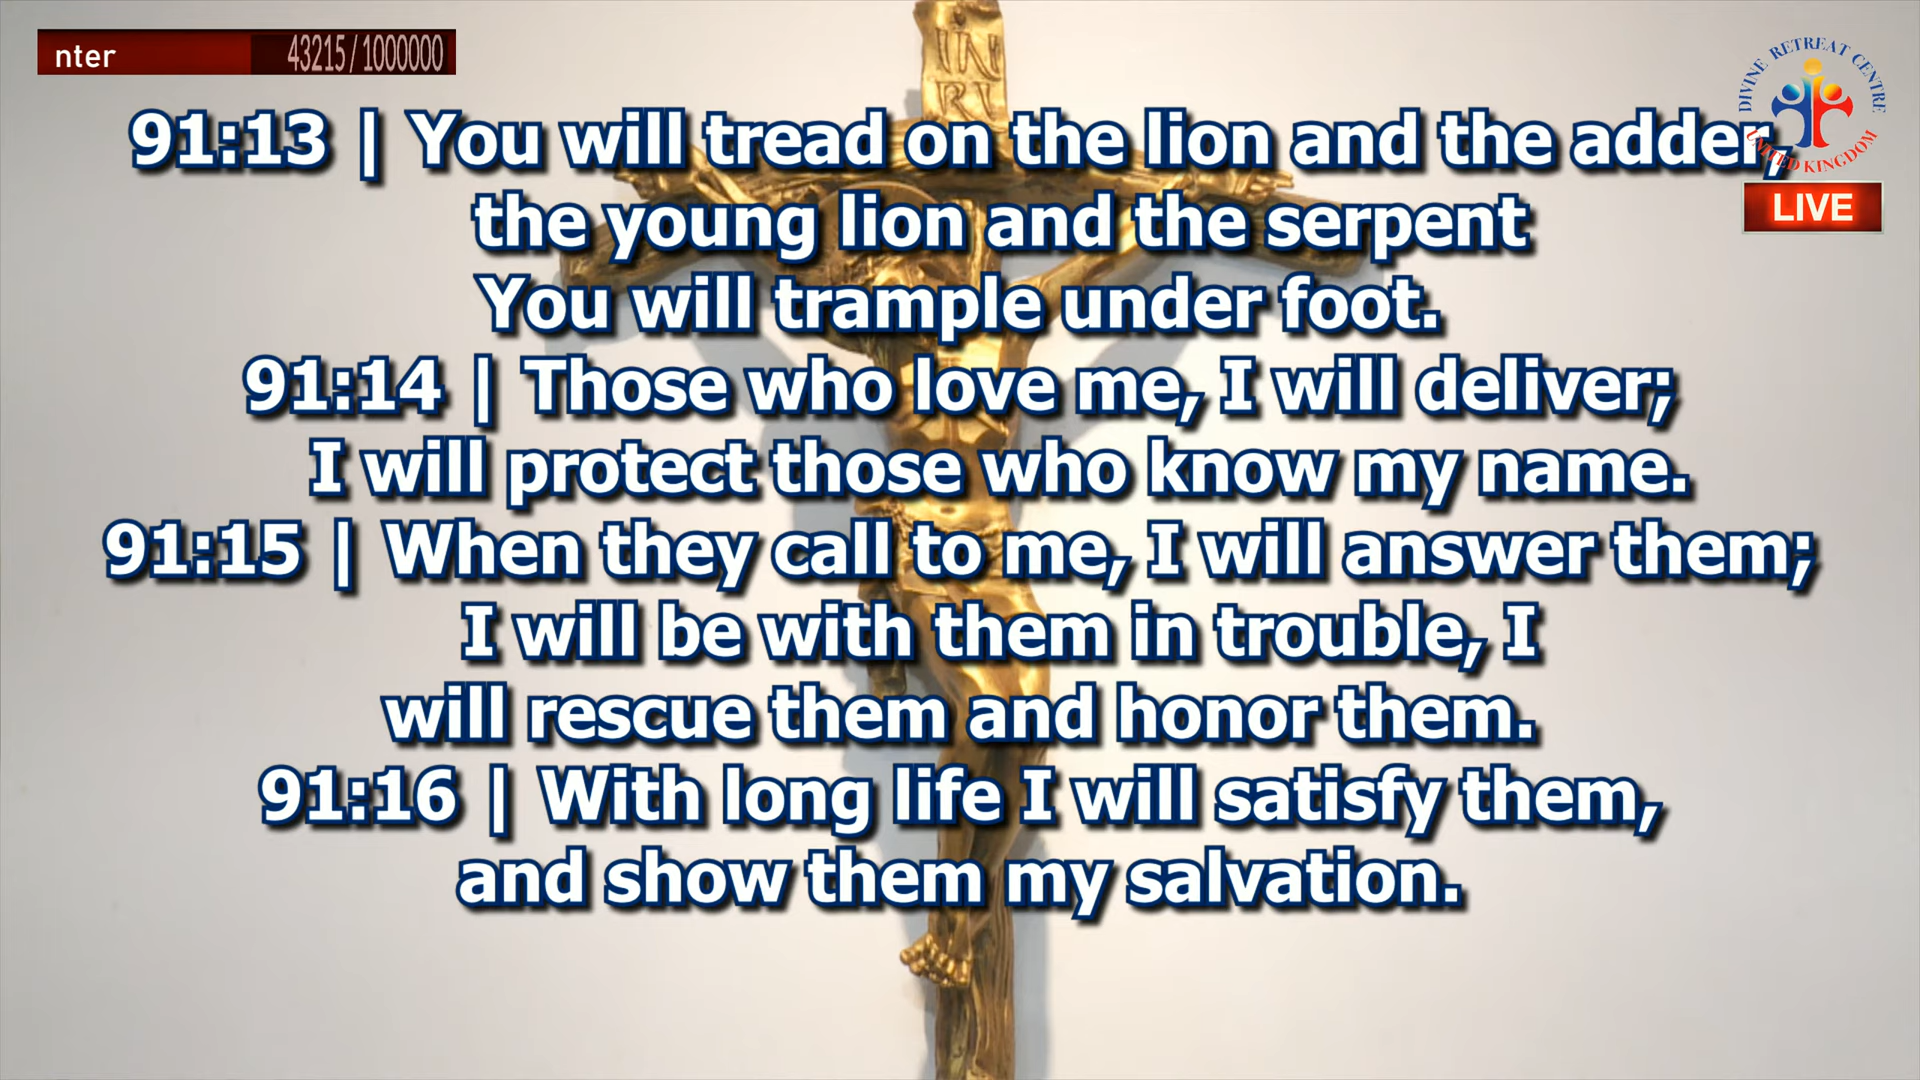 nter 43215/1000000
IN
RI
DIVINE RETREAT CENTRE
UNITED KINGDOM
LIVE
91:13 | You will tread on the lion and the adder,
the young lion and the serpent
You will trample under foot.
91:14 | Those who love me, I will deliver;
I will protect those who know my name.
91:15 | When they call to me, I will answer them;
I will be with them in trouble, I
will rescue them and honor them.
91:16 | With long life I will satisfy them,
and show them my salvation.